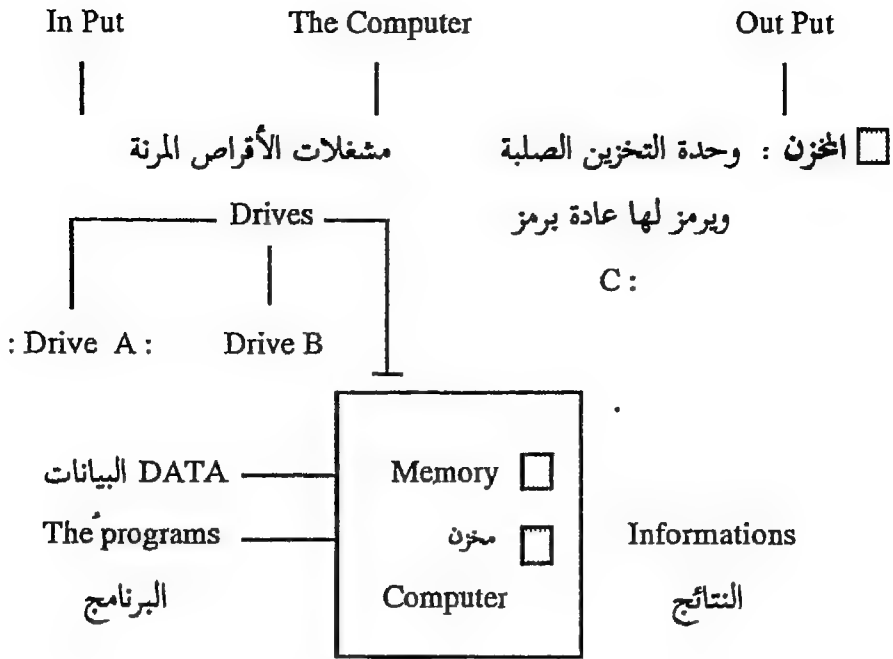 In Put The Computer Out Put
مشغلات الأقراص المرنة
المخزن : وحدة التخزين الصلبة
ويرمز لها عادة برمز
C :
Drives
: Drive A : Drive B
DATA البيانات
The programs
البرنامج
Memory
مخزن
Computer
Informations
النتائج